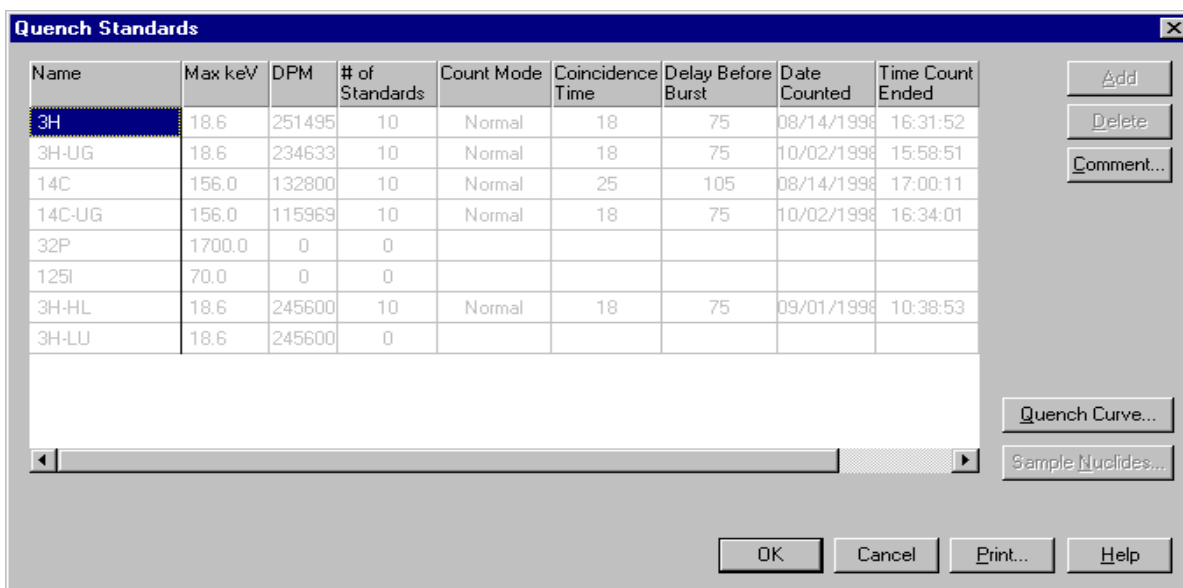 Quench Standards
Name Max keV DPM # of Standards Count Mode Coincidence Time Delay Before Burst Date Counted Time Count Ended
3H 18.6 251495 10 Normal 18 75 08/14/1998 16:31:52
3H-UG 18.6 234633 10 Normal 18 75 10/02/1998 15:58:51
14C 156.0 132800 10 Normal 25 105 08/14/1998 17:00:11
14C-UG 156.0 115969 10 Normal 18 75 10/02/1998 16:34:01
32P 1700.0 0 0
125I 70.0 0 0
3H-HL 18.6 245600 10 Normal 18 75 09/01/1998 10:38:53
3H-LU 18.6 245600 0
Add
Delete
Comment...
Quench Curve...
Sample Nuclides...
OK Cancel Print... Help